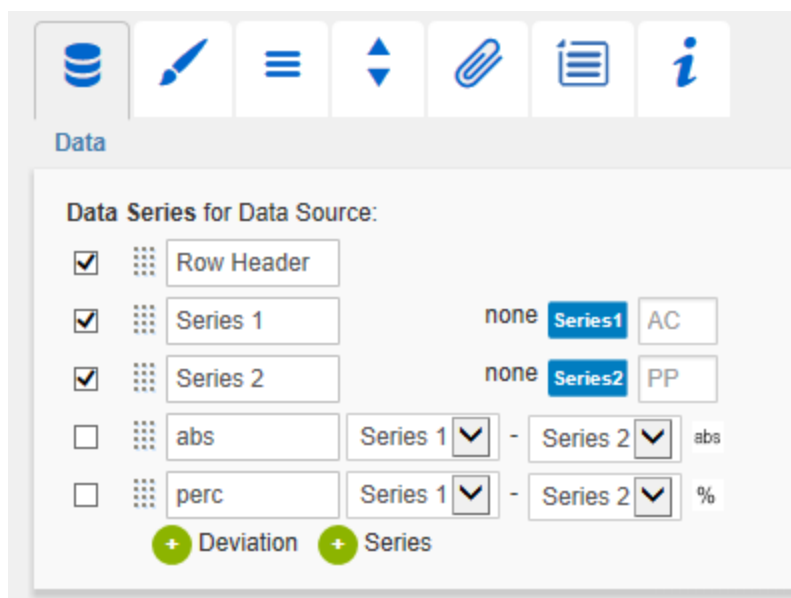 Data
Data Series for Data Source:
Row Header
Series 1 none Series1 AC
Series 2 none Series2 PP
abs Series 1 - Series 2 abs
perc Series 1 - Series 2 %
+ Deviation + Series